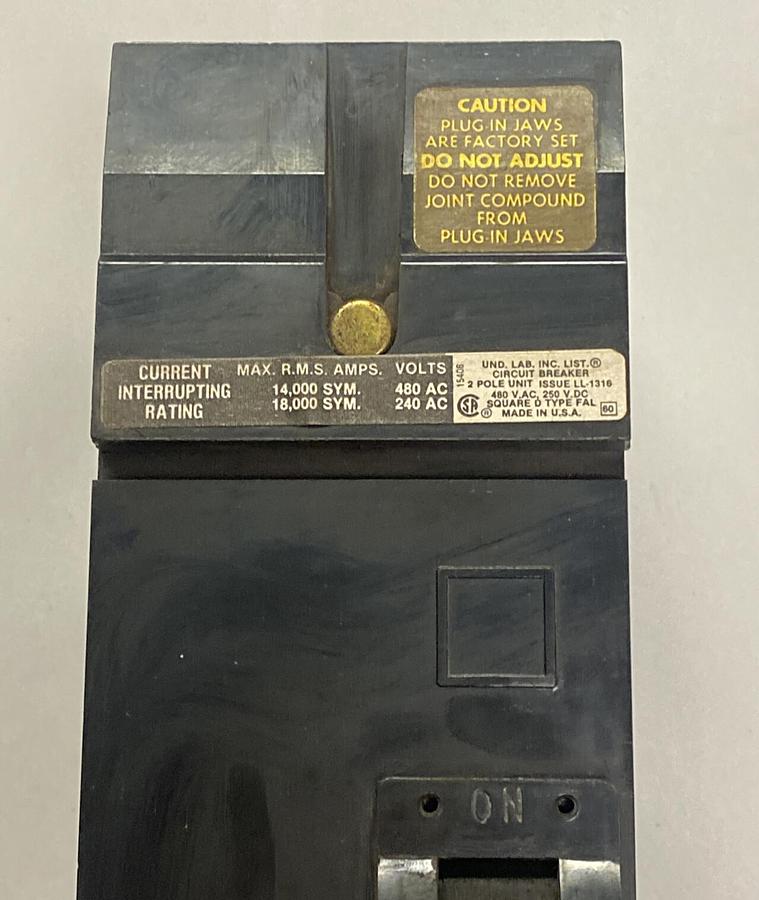 CAUTION
PLUG-IN JAWS
ARE FACTORY SET
DO NOT ADJUST
DO NOT REMOVE
JOINT COMPOUND
FROM
PLUG-IN JAWS
CURRENT
INTERRUPTING
RATING
MAX. R.M.S. AMPS. VOLTS
14,000 SYM. 480 AC
18,000 SYM. 240 AC
15406
UND. LAB. INC. LIST.®
CIRCUIT BREAKER
2 POLE UNIT ISSUE LL-1316
480 V.AC, 250 V.DC
SQUARE D TYPE FAL
MADE IN U.S.A.
SA ®
60
ON